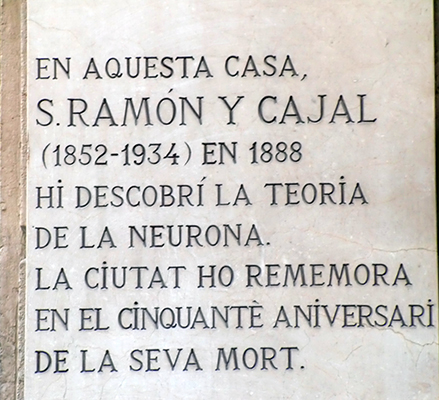 EN AQUESTA CASA,
S. RAMÓN Y CAJAL
(1852-1934) EN 1888
HI DESCOBRÍ LA TEORIA
DE LA NEURONA.
LA CIUTAT HO REMEMORA
EN EL CINQUANTÈ ANIVERSARI
DE LA SEVA MORT.